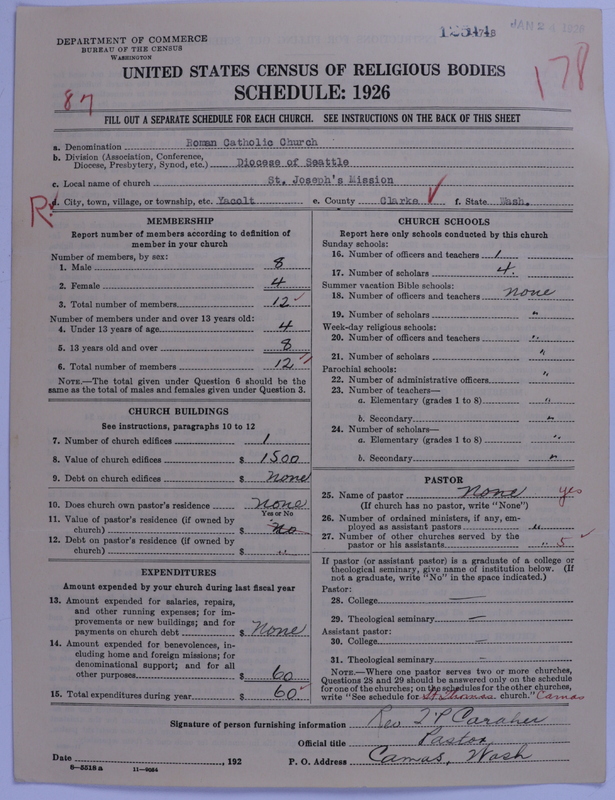 DEPARTMENT OF COMMERCE
BUREAU OF THE CENSUS
WASHINGTON
JAN 2 1928
178
87
UNITED STATES CENSUS OF RELIGIOUS BODIES
SCHEDULE: 1926
FILL OUT A SEPARATE SCHEDULE FOR EACH CHURCH. SEE INSTRUCTIONS ON THE BACK OF THIS SHEET
a. Denomination Roman Catholic Church
b. Division (Association, Conference, Diocese, Presbytery, Synod, etc.) Diocese of Seattle
c. Local name of church St. Joseph's Mission
R. d. City, town, village, or township, etc. Yacolt e. County Clarke f. State Wash.
MEMBERSHIP
Report number of members according to definition of
member in your church
Number of members, by sex:
1. Male 8
2. Female 4
3. Total number of members 12
Number of members under and over 13 years old:
4. Under 13 years of age 4
5. 13 years old and over 8
6. Total number of members 12
NOTE.—The total given under Question 6 should be the
same as the total of males and females given under Question 3.
CHURCH BUILDINGS
See instructions, paragraphs 10 to 12
7. Number of church edifices 1
8. Value of church edifices $ 1500
9. Debt on church edifices $ none
10. Does church own pastor's residence none
Yes or No
11. Value of pastor's residence (if owned by
church) $ no
12. Debt on pastor's residence (if owned by
church) $ "
EXPENDITURES
Amount expended by your church during last fiscal year
13. Amount expended for salaries, repairs,
and other running expenses; for im-
provements or new buildings; and for
payments on church debt $ None
14. Amount expended for benevolences, in-
cluding home and foreign missions; for
denominational support; and for all
other purposes $ 60
15. Total expenditures during year $ 60
CHURCH SCHOOLS
Report here only schools conducted by this church
Sunday schools:
16. Number of officers and teachers 1
17. Number of scholars 4
Summer vacation Bible schools:
18. Number of officers and teachers none
19. Number of scholars "
Week-day religious schools:
20. Number of officers and teachers "
21. Number of scholars "
Parochial schools:
22. Number of administrative officers "
23. Number of teachers—
a. Elementary (grades 1 to 8) "
b. Secondary "
24. Number of scholars—
a. Elementary (grades 1 to 8) "
b. Secondary "
PASTOR
25. Name of pastor None yes
(If church has no pastor, write "None")
26. Number of ordained ministers, if any, em-
ployed as assistant pastors "
27. Number of other churches served by the
pastor or his assistants " 5
If pastor (or assistant pastor) is a graduate of a college or
theological seminary, give name of institution below. (If
not a graduate, write "No" in the space indicated.)
Pastor:
28. College —
29. Theological seminary —
Assistant pastor:
30. College —
31. Theological seminary —
NOTE.—Where one pastor serves two or more churches,
Questions 28 and 29 should be answered only on the schedule
for one of the churches; on the schedules for the other churches,
write "See schedule for St Thomas church." Camas
Signature of person furnishing information Rev. T P Caraher
Official title Pastor
Date , 192 P. O. Address Camas, Wash
8—5518 a 11—9034